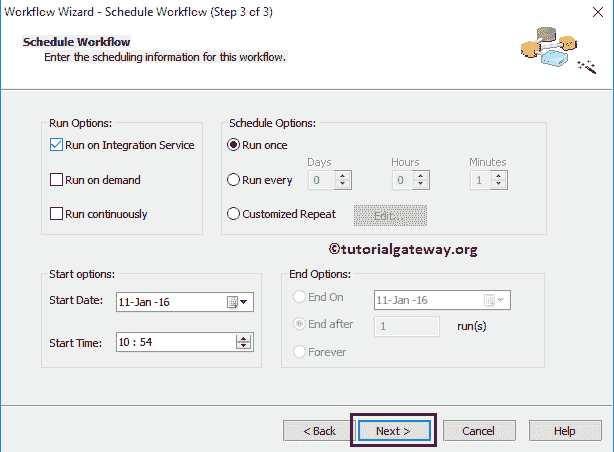 Workflow Wizard - Schedule Workflow (Step 3 of 3)
Schedule Workflow
Enter the scheduling information for this workflow.
Run Options:
Run on Integration Service
Run on demand
Run continuously
Schedule Options:
Run once
Days
Hours
Minutes
Run every
0
0
1
Customized Repeat
Edit...
©tutorialgateway.org
Start options:
Start Date:
11-Jan -16
Start Time:
10 : 54
End Options:
End On
11-Jan -16
End after
1
run(s)
Forever
< Back
Next >
Cancel
Help